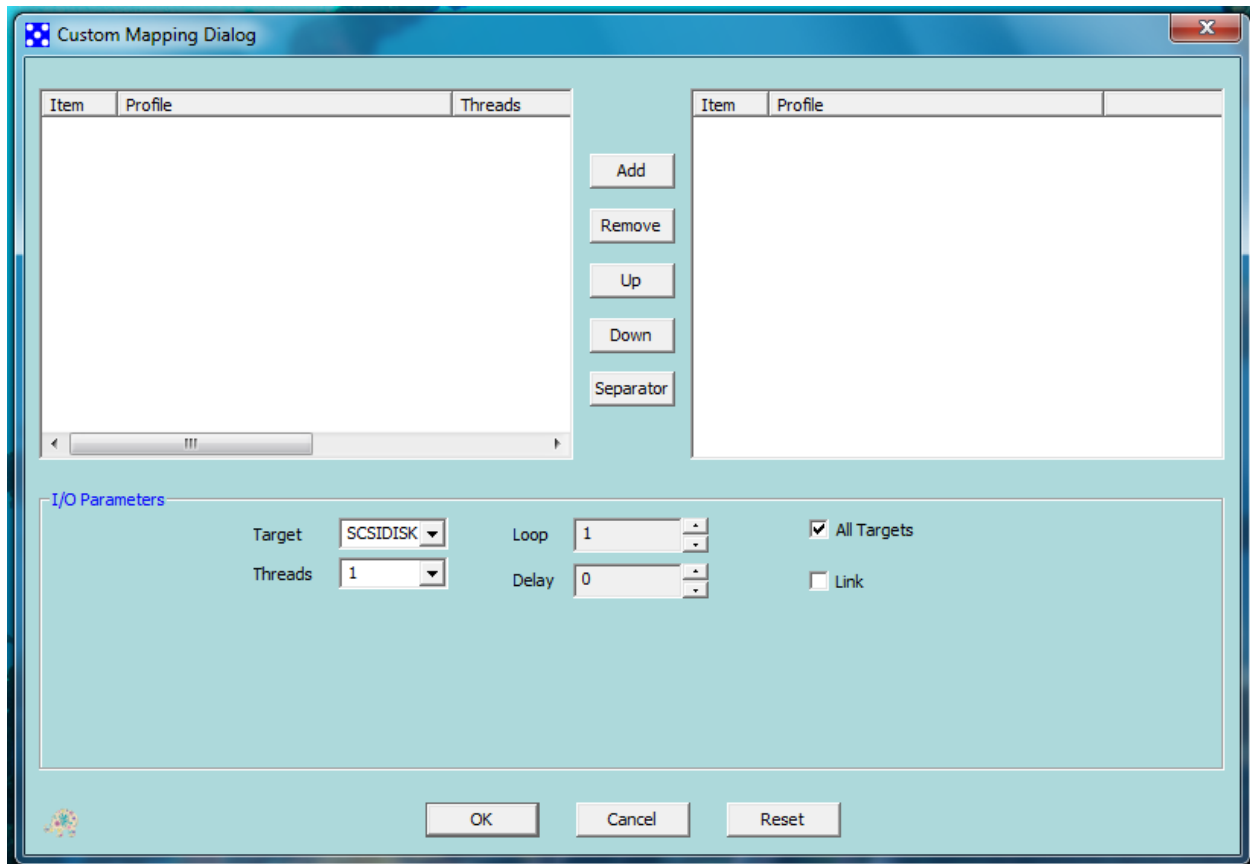 Custom Mapping Dialog
Item Profile Threads
Item Profile
Add
Remove
Up
Down
Separator
I/O Parameters
Target SCSIDISK Loop 1 All Targets
Threads 1 Delay 0 Link
OK Cancel Reset